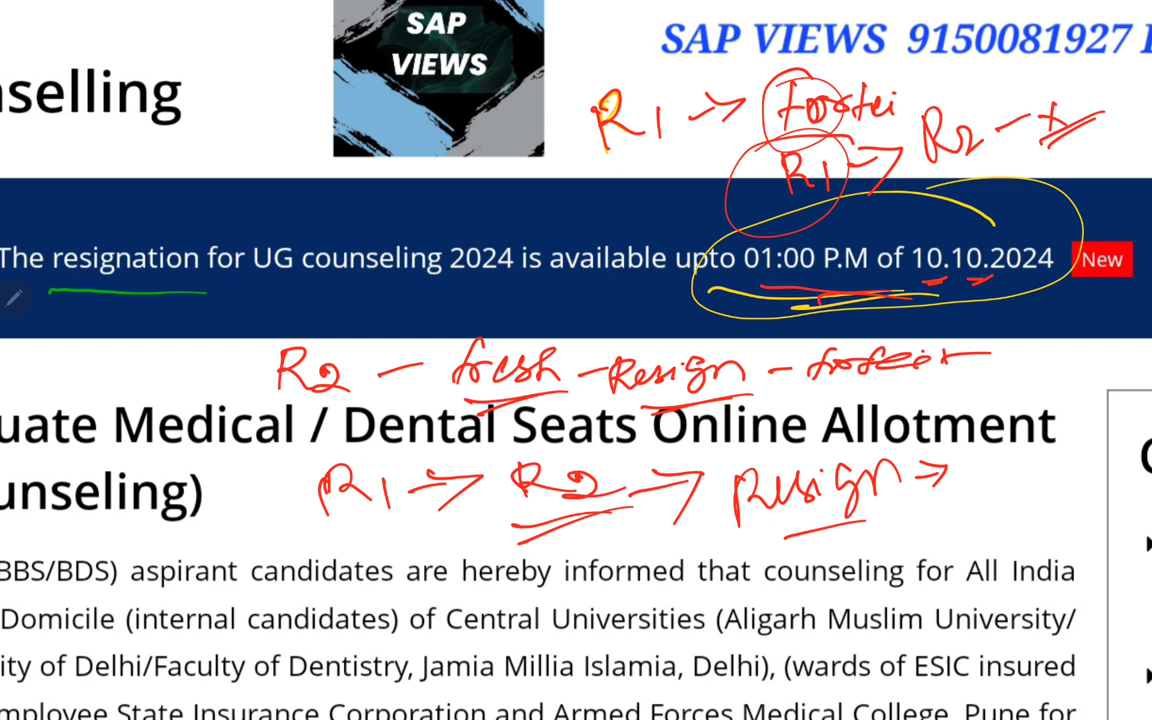 SAP
VIEWS
SAP VIEWS 9150081927
nselling
R1 → 
R1 → R2 - x
The resignation for UG counseling 2024 is available upto 01:00 P.M of 10.10.2024 New
R2 - fresh - Resign -
uate Medical / Dental Seats Online Allotment
R1 → R2 → Resign →
unseling)
BBS/BDS) aspirant candidates are hereby informed that counseling for All India
Domicile (internal candidates) of Central Universities (Aligarh Muslim University/
ity of Delhi/Faculty of Dentistry, Jamia Millia Islamia, Delhi), (wards of ESIC insured
mployee State Insurance Corporation and Armed Forces Medical College, Pune for